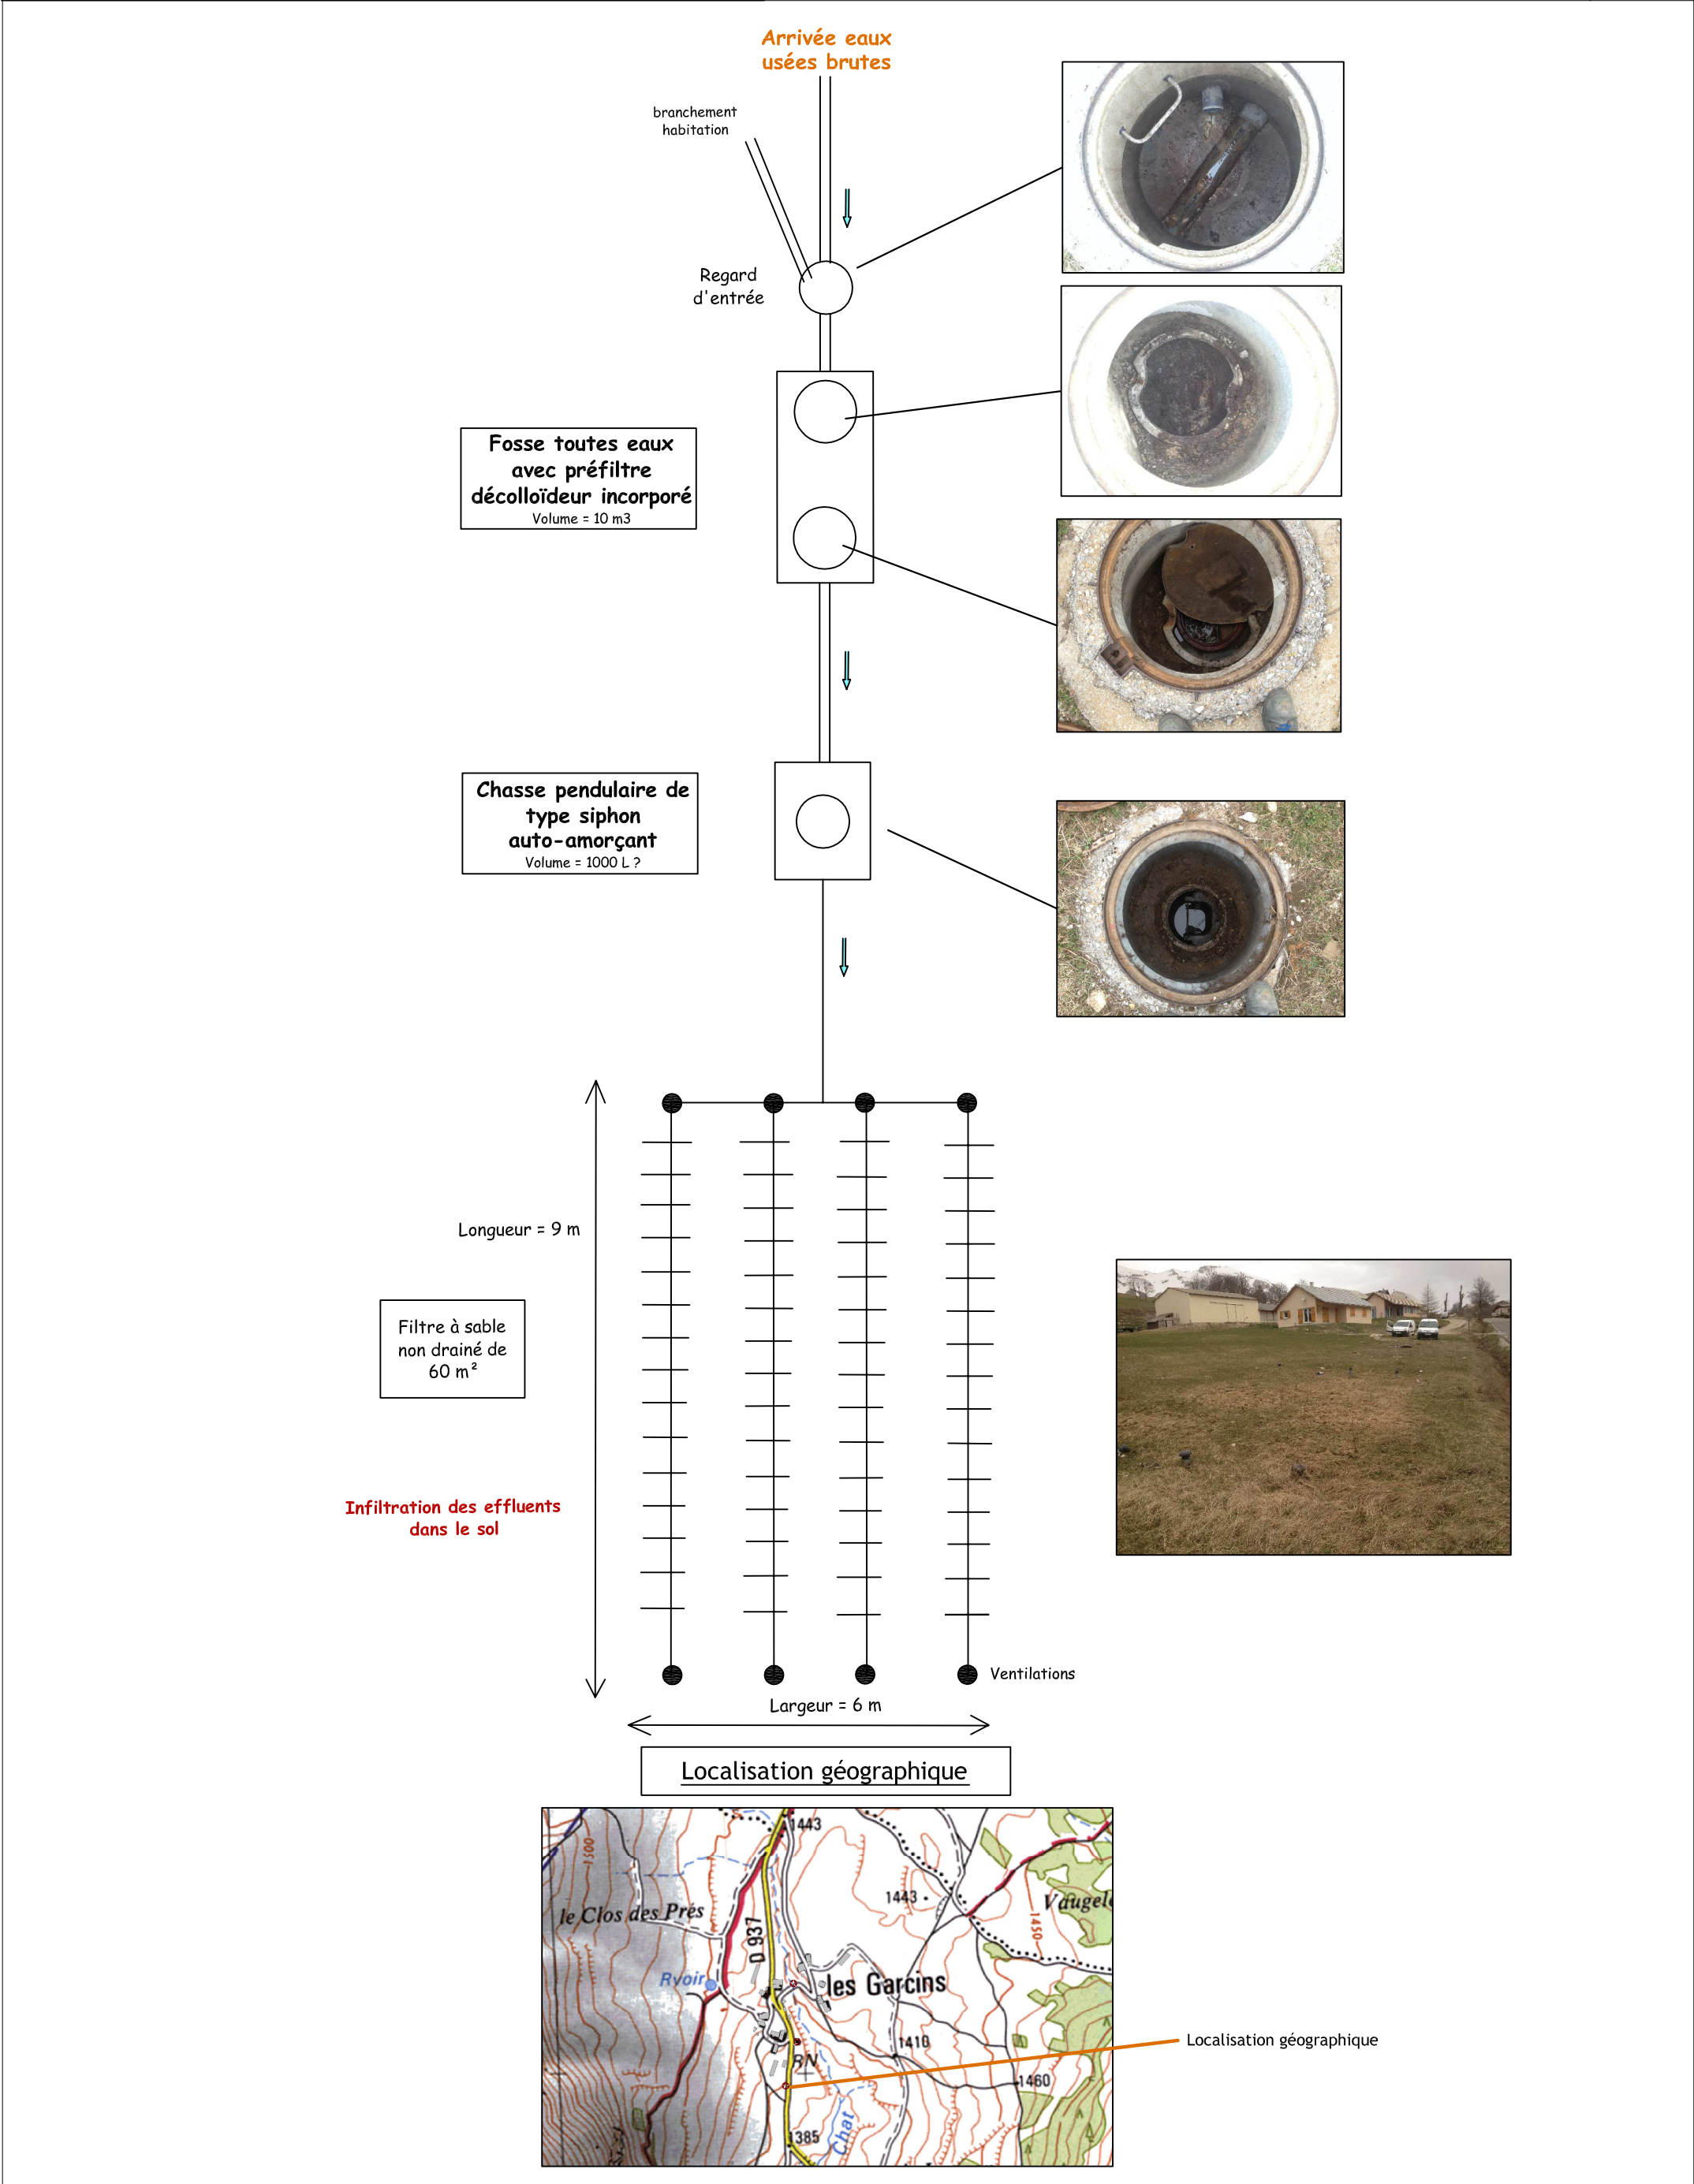 Arrivée eaux
usées brutes
branchement
habitation
Regard
d'entrée
Fosse toutes eaux
avec préfiltre
décolloïdeur incorporé
Volume = 10 m3
Chasse pendulaire de
type siphon
auto-amorçant
Volume = 1000 L ?
Longueur = 9 m
Filtre à sable
non drainé de
60 m²
Infiltration des effluents
dans le sol
Ventilations
Largeur = 6 m
Localisation géographique
1443
1500
1443
le Clos des Prés
1450
D 937
Rvoir
les Garcins
1410
RN
1460
Chat
1385
Localisation géographique